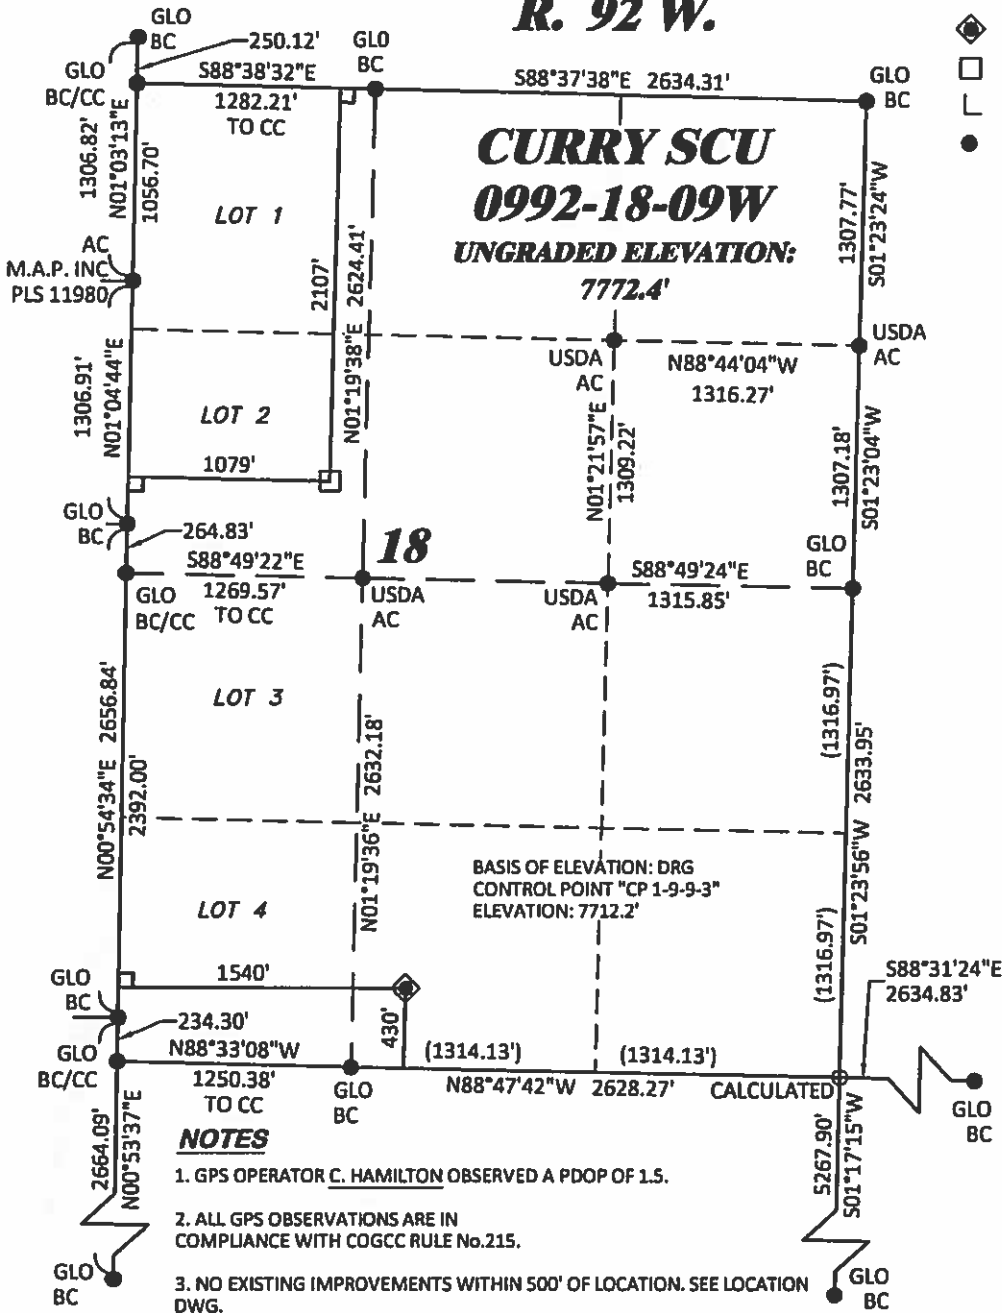 R. 92 W.
GLO
BC
250.12'
GLO
BC
GLO
BC/CC
S88°38'32"E
1282.21'
TO CC
S88°37'38"E 2634.31'
GLO
BC
1306.82'
N01°03'13"E
1056.70'
CURRY SCU
0992-18-09W
UNGRADED ELEVATION:
7772.4'
LOT 1
1307.77'
S01°23'24"W
AC
M.A.P. INC
PLS 11980
2107'
N01°19'38"E 2624.41'
USDA
AC
N88°44'04"W
1316.27'
USDA
AC
1306.91'
N01°04'44"E
LOT 2
1079'
N01°21'57"E
1309.22'
1307.18'
S01°23'04"W
GLO
BC
264.83'
18
S88°49'22"E
1269.57'
TO CC
GLO
BC/CC
USDA
AC
USDA
AC
S88°49'24"E
1315.85'
GLO
BC
LOT 3
N00°54'34"E 2656.84'
2392.00'
N01°19'36"E 2632.18'
(1316.97')
S01°23'56"W 2633.95'
(1316.97')
BASIS OF ELEVATION: DRG
CONTROL POINT "CP 1-9-9-3"
ELEVATION: 7712.2'
LOT 4
GLO
BC
1540'
430'
S88°31'24"E
2634.83'
234.30'
GLO
BC/CC
N88°33'08"W
1250.38'
TO CC
GLO
BC
(1314.13')
(1314.13')
N88°47'42"W 2628.27'
CALCULATED
GLO
BC
2664.09'
N00°53'37"E
5267.90'
S01°17'15"W
NOTES
1. GPS OPERATOR C. HAMILTON OBSERVED A PDOP OF 1.5.
2. ALL GPS OBSERVATIONS ARE IN
COMPLIANCE WITH COGCC RULE No.215.
3. NO EXISTING IMPROVEMENTS WITHIN 500' OF LOCATION. SEE LOCATION
DWG.
GLO
BC
GLO
BC